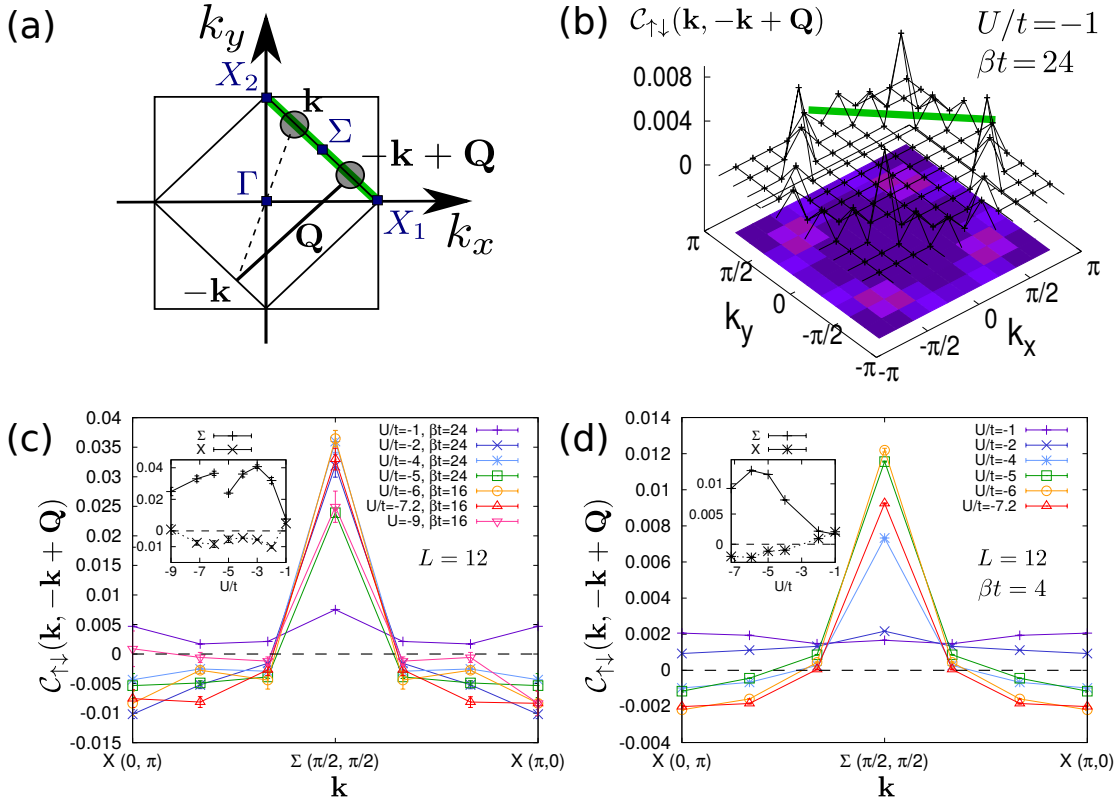 (a)
k_y
X_2
k
Σ
−k + Q
Γ
X_1
Q
k_x
−k
(b)
C_↑↓(k, −k + Q)
U/t = −1
βt = 24
0.008
0.004
0
π
π/2
0
-π/2
-π
k_y
-π
-π/2
0
π/2
π
k_x
(c)
C_↑↓(k, −k + Q)
0.04
0.035
0.03
0.025
0.02
0.015
0.01
0.005
0
-0.005
-0.01
-0.015
Σ
X
0.04
0.02
0
-0.01
-9 -7 -5 -3 -1
U/t
U/t=-1, βt=24
U/t=-2, βt=24
U/t=-4, βt=24
U/t=-5, βt=24
U/t=-6, βt=16
U/t=-7.2, βt=16
U=-9, βt=16
L = 12
X (0, π) Σ (π/2, π/2) X (π,0)
k
(d)
C_↑↓(k, −k + Q)
0.014
0.012
0.01
0.008
0.006
0.004
0.002
0
-0.002
-0.004
Σ
X
0.01
0.005
0
-7 -5 -3 -1
U/t
U/t=-1
U/t=-2
U/t=-4
U/t=-5
U/t=-6
U/t=-7.2
L = 12
βt = 4
X (0, π) Σ (π/2, π/2) X (π,0)
k